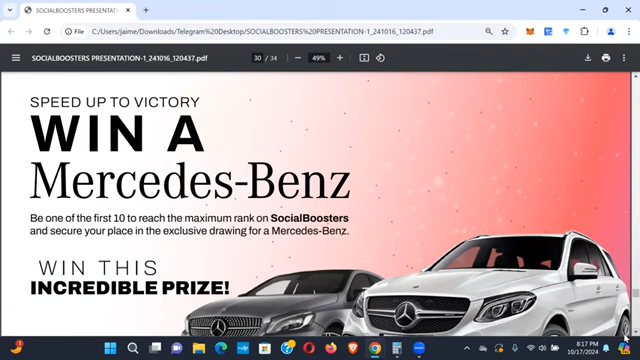 SOCIALBOOSTERS PRESENTAT
File
C:/Users/jaime/Downloads/Telegram%20Desktop/SOCIALBOOSTERS%20PRESENTATION-1_241016_120437.pdf
SOCIALBOOSTERS PRESENTATION-1_241016_120437.pdf
30 / 34
49%
SPEED UP TO VICTORY
WIN A
Mercedes-Benz
Be one of the first 10 to reach the maximum rank on SocialBoosters
and secure your place in the exclusive drawing for a Mercedes-Benz.
WIN THIS
INCREDIBLE PRIZE!
8:17 PM
10/17/2024